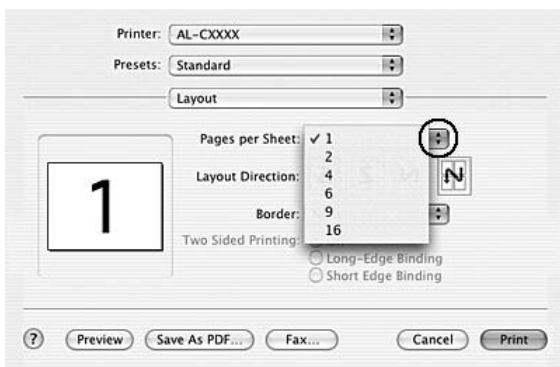 Printer: AL-CXXXX
Presets: Standard
Layout
Pages per Sheet: ✓ 1
2
4
6
9
16
Layout Direction:
Border:
Two Sided Printing:
Long-Edge Binding
Short Edge Binding
1
? Preview Save As PDF... Fax... Cancel Print